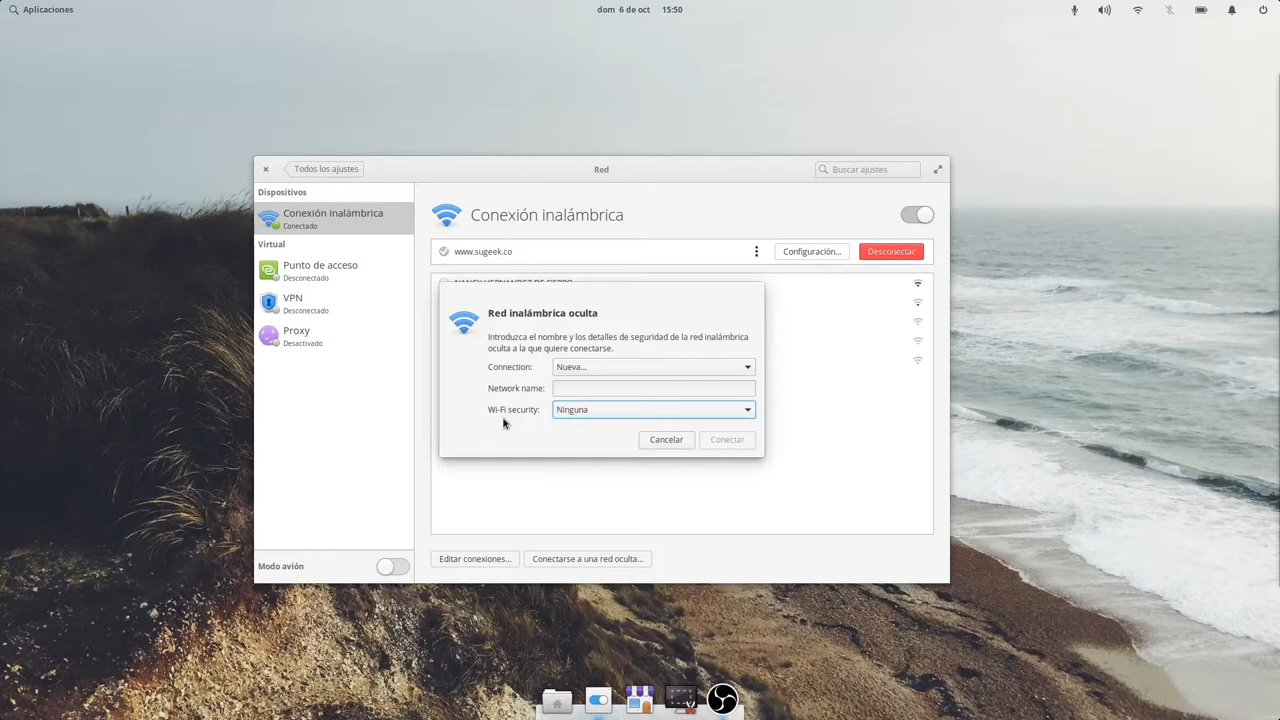 Aplicaciones
dom 6 de oct 15:50
Todos los ajustes
Red
Buscar ajustes
Dispositivos
Conexión inalámbrica
Conectado
Virtual
Punto de acceso
Desconectado
VPN
Desconectado
Proxy
Desactivado
Modo avión
Conexión inalámbrica
www.sugeek.co
Configuración...
Desconectar
Red inalámbrica oculta
Introduzca el nombre y los detalles de seguridad de la red inalámbrica
oculta a la que quiere conectarse.
Connection: Nueva...
Network name:
Wi-Fi security: Ninguna
Cancelar
Conectar
Editar conexiones...
Conectarse a una red oculta...